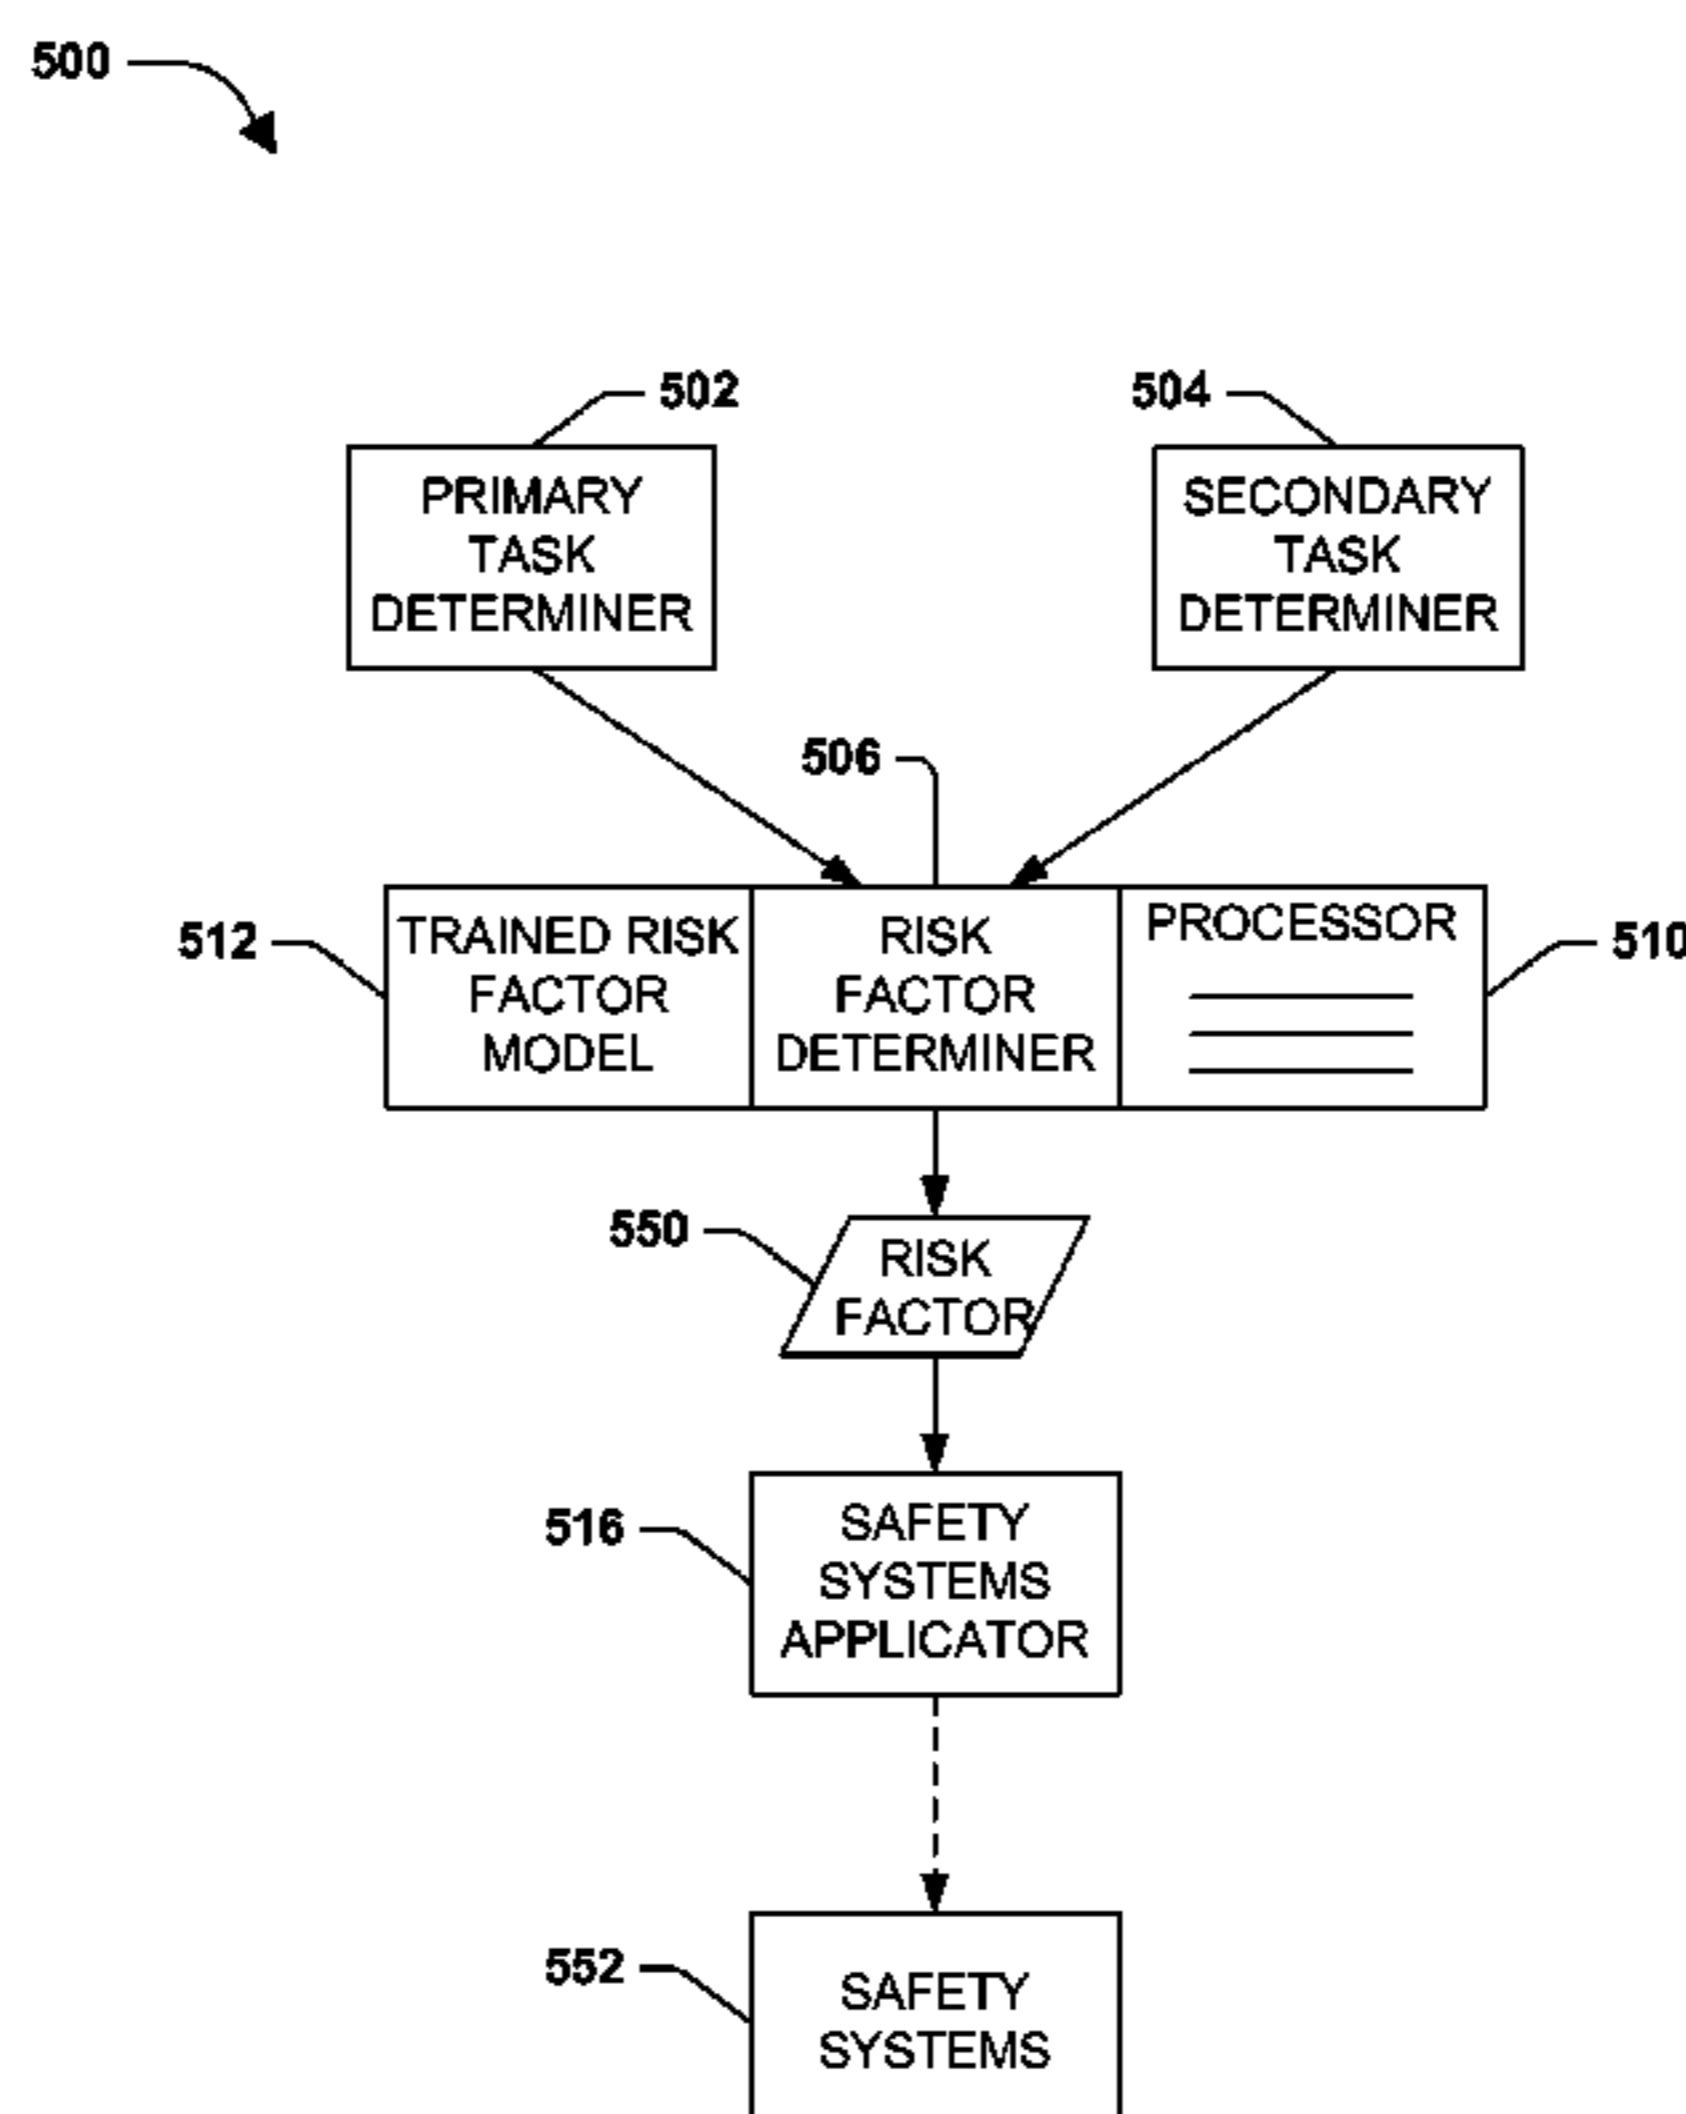 500
502
504
PRIMARY
TASK
DETERMINER
SECONDARY
TASK
DETERMINER
506
512
TRAINED RISK
FACTOR
MODEL
RISK
FACTOR
DETERMINER
PROCESSOR
510
550
RISK
FACTOR
516
SAFETY
SYSTEMS
APPLICATOR
552
SAFETY
SYSTEMS